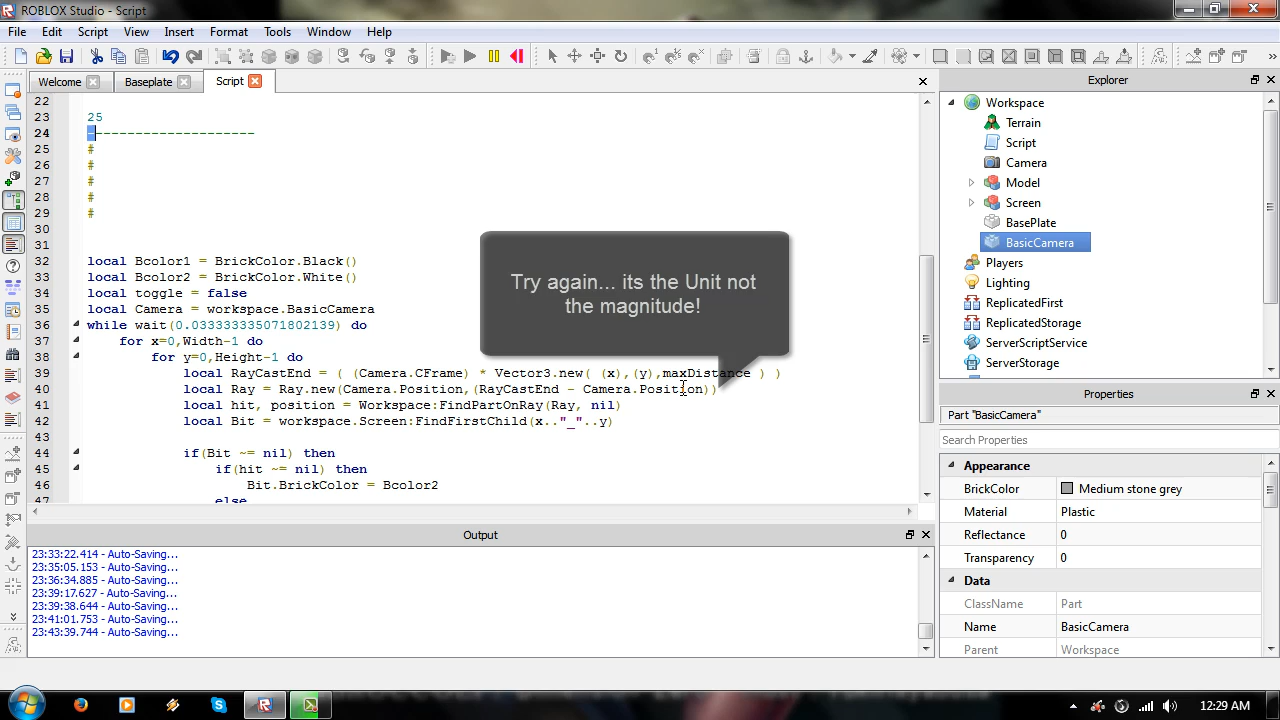 ROBLOX Studio - Script
File Edit Script View Insert Format Tools Window Help
Welcome Baseplate Script
22
23 25
24 ---------------------
25 #
26 #
27 #
28 #
29 #
30
31
32 local Bcolor1 = BrickColor.Black()
33 local Bcolor2 = BrickColor.White()
34 local toggle = false
35 local Camera = workspace.BasicCamera
36 while wait(0.033333335071802139) do
37 for x=0,Width-1 do
38 for y=0,Height-1 do
39 local RayCastEnd = ( (Camera.CFrame) * Vector3.new( (x),(y),maxDistance ) )
40 local Ray = Ray.new(Camera.Position,(RayCastEnd - Camera.Position))
41 local hit, position = Workspace:FindPartOnRay(Ray, nil)
42 local Bit = workspace.Screen:FindFirstChild(x.."_"..y)
43
44 if(Bit ~= nil) then
45 if(hit ~= nil) then
46 Bit.BrickColor = Bcolor2
47 else
Try again... its the Unit not
the magnitude!
Output
23:33:22.414 - Auto-Saving...
23:35:05.153 - Auto-Saving...
23:36:34.885 - Auto-Saving...
23:39:17.627 - Auto-Saving...
23:39:38.644 - Auto-Saving...
23:41:01.753 - Auto-Saving...
23:43:39.744 - Auto-Saving...
Explorer
Workspace
Terrain
Script
Camera
Model
Screen
BasePlate
BasicCamera
Players
Lighting
ReplicatedFirst
ReplicatedStorage
ServerScriptService
ServerStorage
Properties
Part "BasicCamera"
Search Properties
Appearance
BrickColor Medium stone grey
Material Plastic
Reflectance 0
Transparency 0
Data
ClassName Part
Name BasicCamera
Parent Workspace
12:29 AM